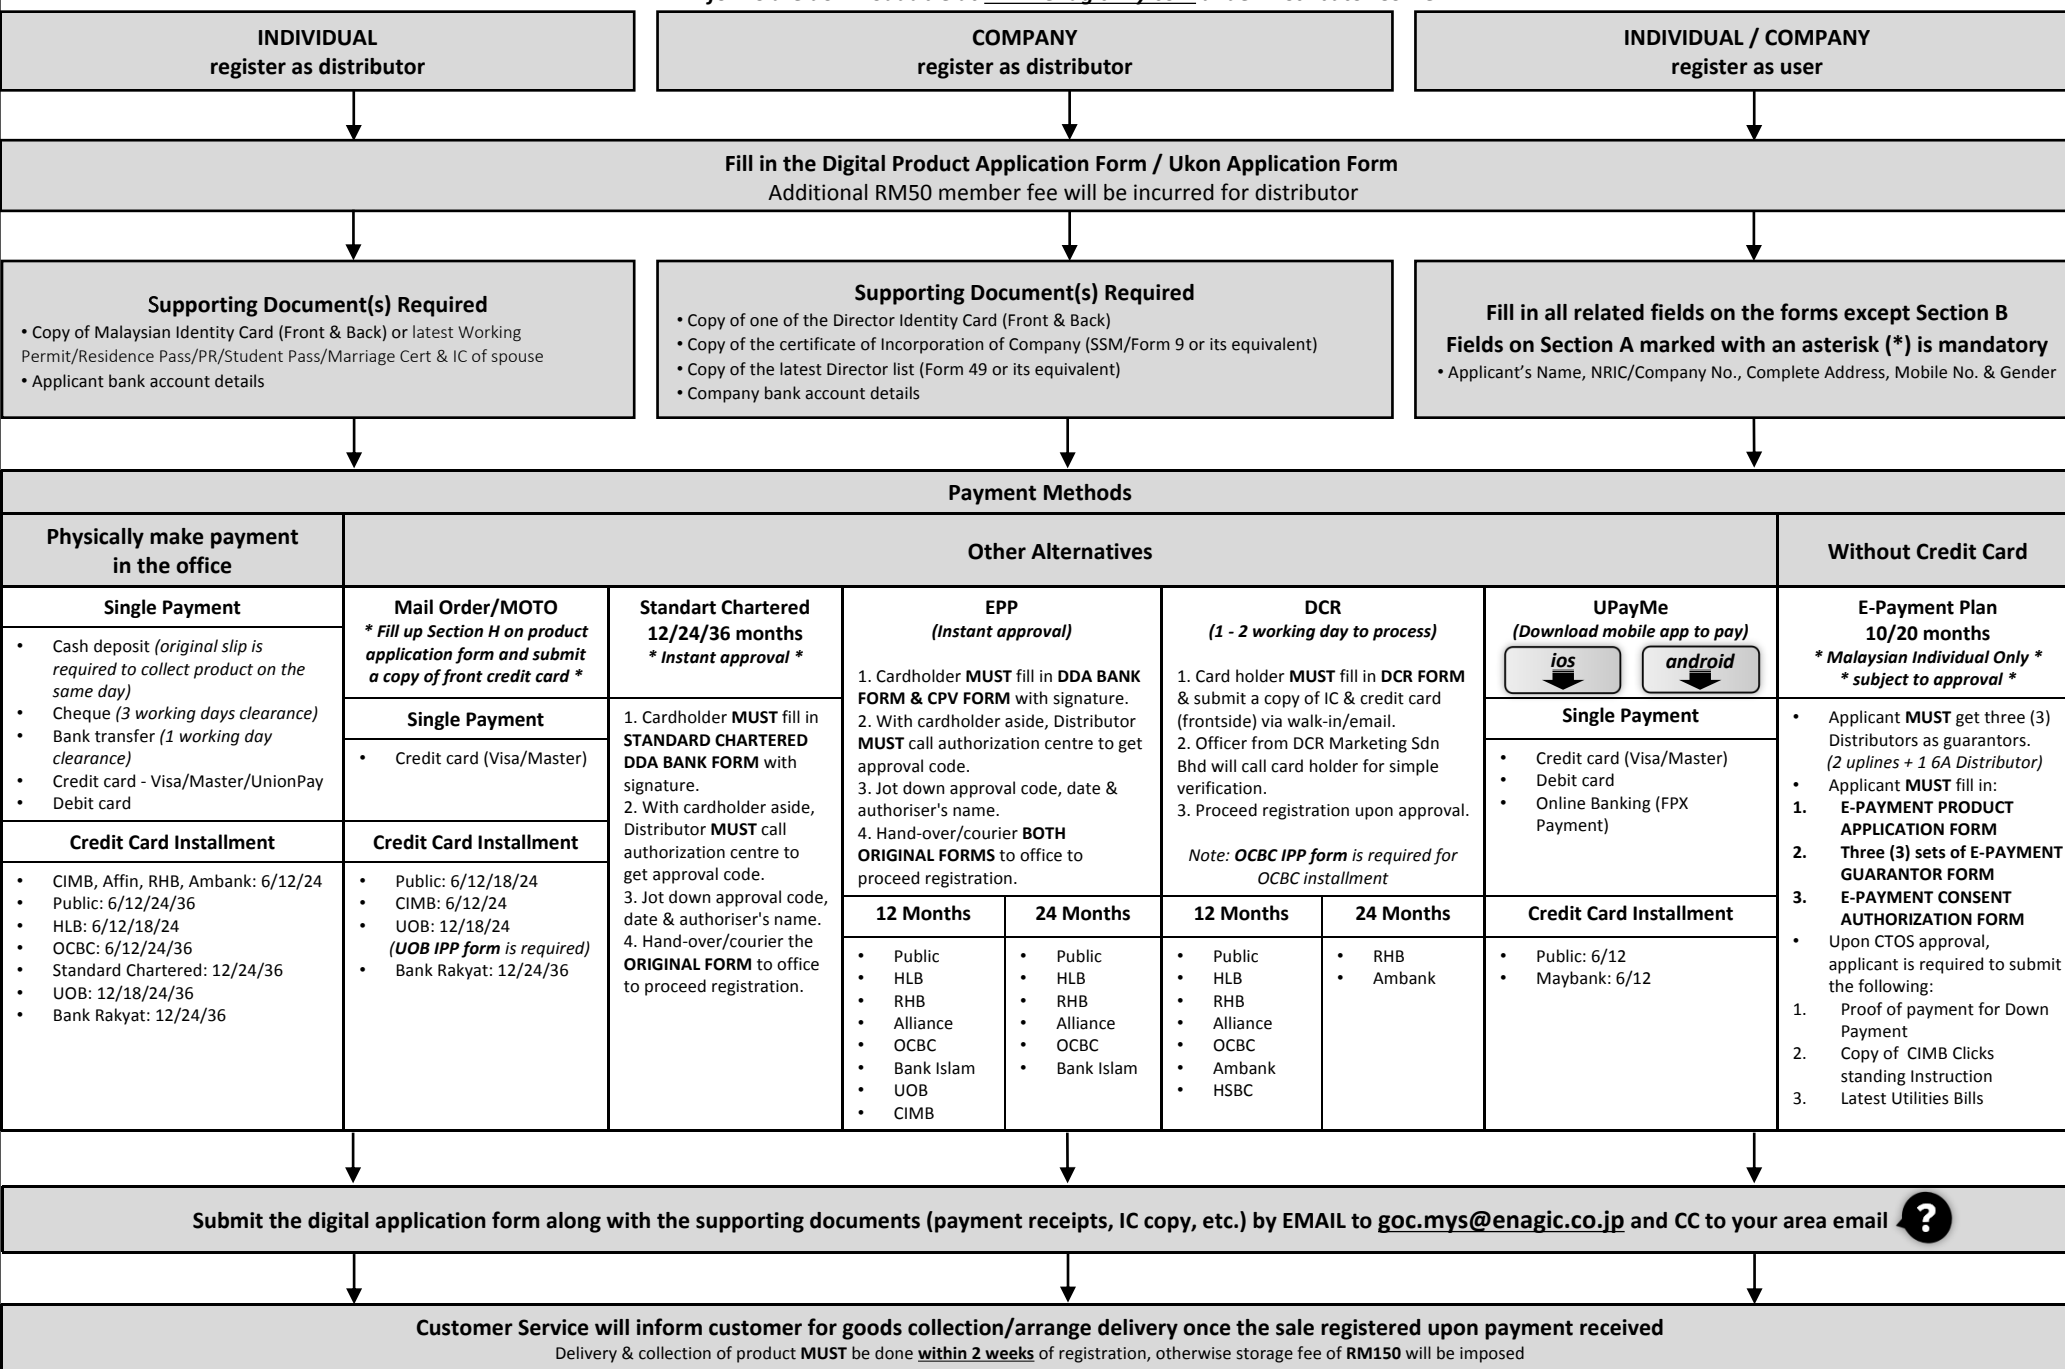 INDIVIDUAL
register as distributor
COMPANY
register as distributor
INDIVIDUAL / COMPANY
register as user
Fill in the Digital Product Application Form / Ukon Application Form
Additional RM50 member fee will be incurred for distributor
Supporting Document(s) Required
• Copy of Malaysian Identity Card (Front & Back) or latest Working
Permit/Residence Pass/PR/Student Pass/Marriage Cert & IC of spouse
• Applicant bank account details
Supporting Document(s) Required
• Copy of one of the Director Identity Card (Front & Back)
• Copy of the certificate of Incorporation of Company (SSM/Form 9 or its equivalent)
• Copy of the latest Director list (Form 49 or its equivalent)
• Company bank account details
Fill in all related fields on the forms except Section B
Fields on Section A marked with an asterisk (*) is mandatory
• Applicant's Name, NRIC/Company No., Complete Address, Mobile No. & Gender
Payment Methods
Physically make payment
in the office
Other Alternatives
Without Credit Card
Single Payment
• Cash deposit (original slip is
required to collect product on the
same day)
• Cheque (3 working days clearance)
• Bank transfer (1 working day
clearance)
• Credit card - Visa/Master/UnionPay
• Debit card
Credit Card Installment
• CIMB, Affin, RHB, Ambank: 6/12/24
• Public: 6/12/24/36
• HLB: 6/12/18/24
• OCBC: 6/12/24/36
• Standard Chartered: 12/24/36
• UOB: 12/18/24/36
• Bank Rakyat: 12/24/36
Mail Order/MOTO
* Fill up Section H on product
application form and submit
a copy of front credit card *
Single Payment
• Credit card (Visa/Master)
Credit Card Installment
• Public: 6/12/18/24
• CIMB: 6/12/24
• UOB: 12/18/24
(UOB IPP form is required)
• Bank Rakyat: 12/24/36
Standart Chartered
12/24/36 months
* Instant approval *
1. Cardholder MUST fill in
STANDARD CHARTERED
DDA BANK FORM with
signature.
2. With cardholder aside,
Distributor MUST call
authorization centre to
get approval code.
3. Jot down approval code,
date & authoriser's name.
4. Hand-over/courier the
ORIGINAL FORM to office
to proceed registration.
EPP
(Instant approval)
1. Cardholder MUST fill in DDA BANK
FORM & CPV FORM with signature.
2. With cardholder aside, Distributor
MUST call authorization centre to get
approval code.
3. Jot down approval code, date &
authoriser's name.
4. Hand-over/courier BOTH
ORIGINAL FORMS to office to
proceed registration.
12 Months
• Public
• HLB
• RHB
• Alliance
• OCBC
• Bank Islam
• UOB
• CIMB
24 Months
• Public
• HLB
• RHB
• Alliance
• OCBC
• Bank Islam
DCR
(1 - 2 working day to process)
1. Card holder MUST fill in DCR FORM
& submit a copy of IC & credit card
(frontside) via walk-in/email.
2. Officer from DCR Marketing Sdn
Bhd will call card holder for simple
verification.
3. Proceed registration upon approval.
Note: OCBC IPP form is required for
OCBC installment
12 Months
• Public
• HLB
• RHB
• Alliance
• OCBC
• Ambank
• HSBC
24 Months
• RHB
• Ambank
UPayMe
(Download mobile app to pay)
ios
android
Single Payment
• Credit card (Visa/Master)
• Debit card
• Online Banking (FPX
Payment)
Credit Card Installment
• Public: 6/12
• Maybank: 6/12
E-Payment Plan
10/20 months
* Malaysian Individual Only *
* subject to approval *
• Applicant MUST get three (3)
Distributors as guarantors.
(2 uplines + 1 6A Distributor)
• Applicant MUST fill in:
1. E-PAYMENT PRODUCT
APPLICATION FORM
2. Three (3) sets of E-PAYMENT
GUARANTOR FORM
3. E-PAYMENT CONSENT
AUTHORIZATION FORM
• Upon CTOS approval,
applicant is required to submit
the following:
1. Proof of payment for Down
Payment
2. Copy of CIMB Clicks
standing Instruction
3. Latest Utilities Bills
Submit the digital application form along with the supporting documents (payment receipts, IC copy, etc.) by EMAIL to goc.mys@enagic.co.jp and CC to your area email ?
Customer Service will inform customer for goods collection/arrange delivery once the sale registered upon payment received
Delivery & collection of product MUST be done within 2 weeks of registration, otherwise storage fee of RM150 will be imposed